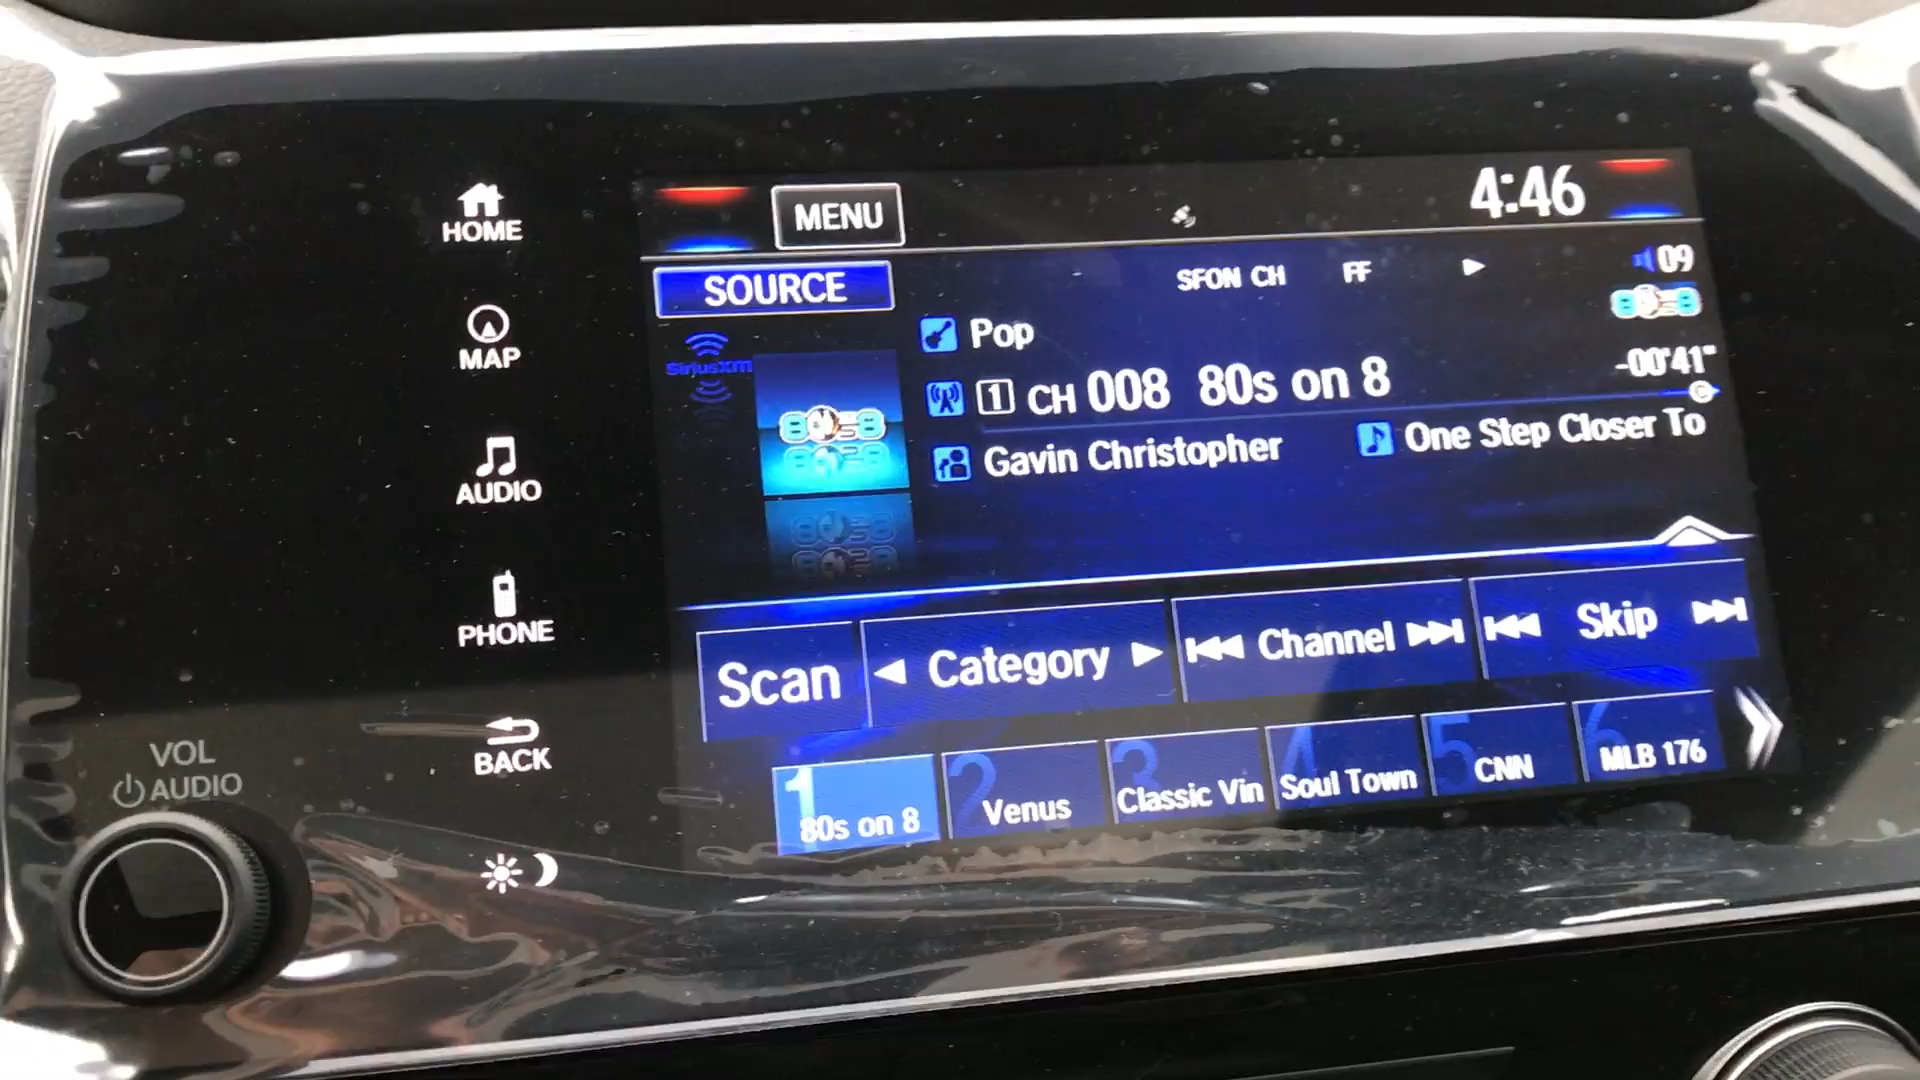 HOME
MAP
AUDIO
PHONE
BACK
VOL
AUDIO
MENU
4:46
SOURCE
SFON CH FF
09
SiriusXM
Pop
-00'41"
1 CH 008 80s on 8
Gavin Christopher
One Step Closer To
Scan
Category
Channel
Skip
1 80s on 8
2 Venus
3 Classic Vin
4 Soul Town
5 CNN
6 MLB 176